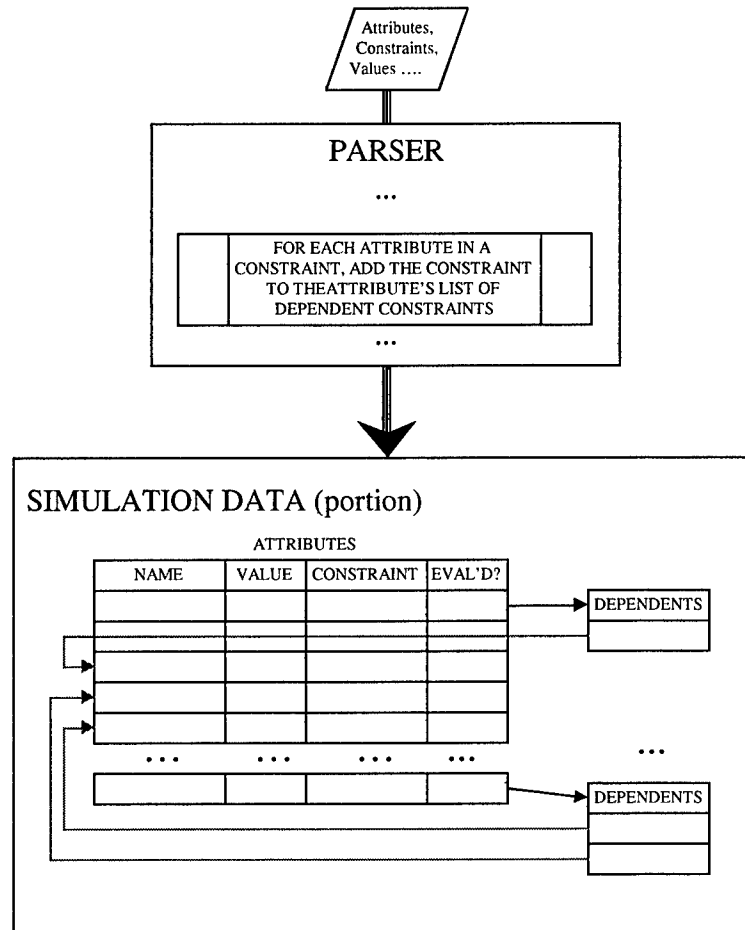 Attributes,
Constraints,
Values ....
PARSER
...
FOR EACH ATTRIBUTE IN A
CONSTRAINT, ADD THE CONSTRAINT
TO THEATTRIBUTE'S LIST OF
DEPENDENT CONSTRAINTS
...
SIMULATION DATA (portion)
ATTRIBUTES
NAME VALUE CONSTRAINT EVAL'D?
DEPENDENTS
... ... ... ... ...
DEPENDENTS